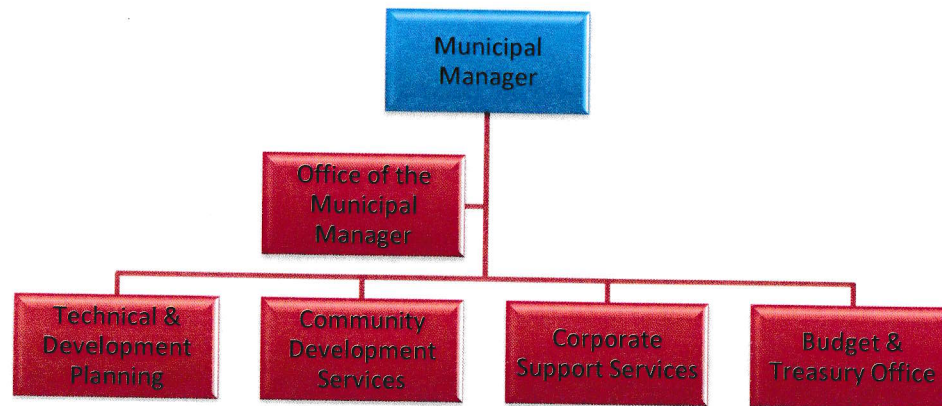 Municipal
Manager
Office of the
Municipal
Manager
Technical &
Development
Planning
Community
Development
Services
Corporate
Support Services
Budget &
Treasury Office